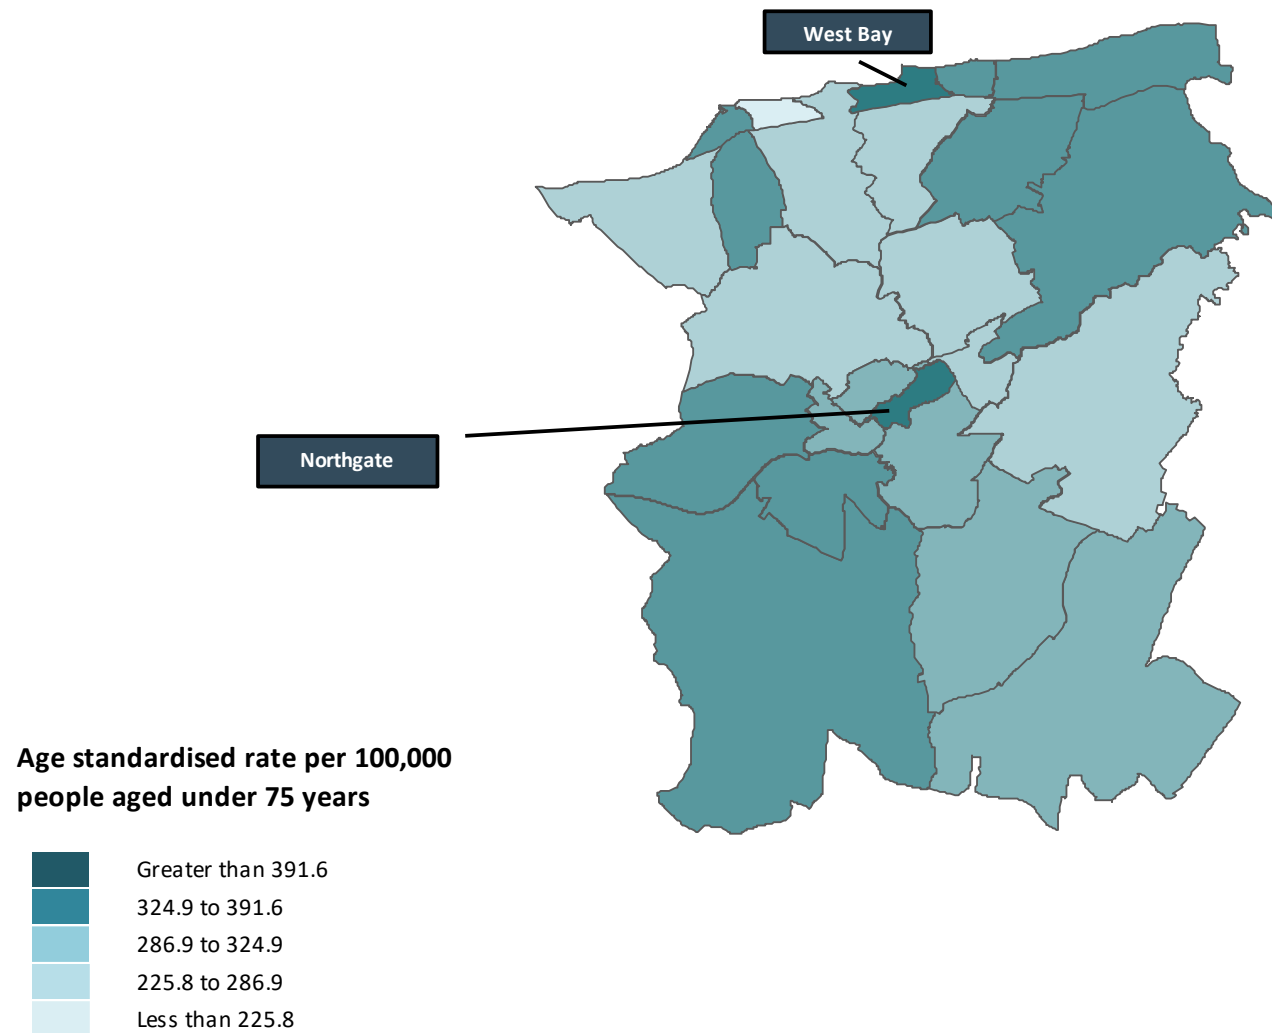 West Bay
Northgate
Age standardised rate per 100,000
people aged under 75 years
Greater than 391.6
324.9 to 391.6
286.9 to 324.9
225.8 to 286.9
Less than 225.8